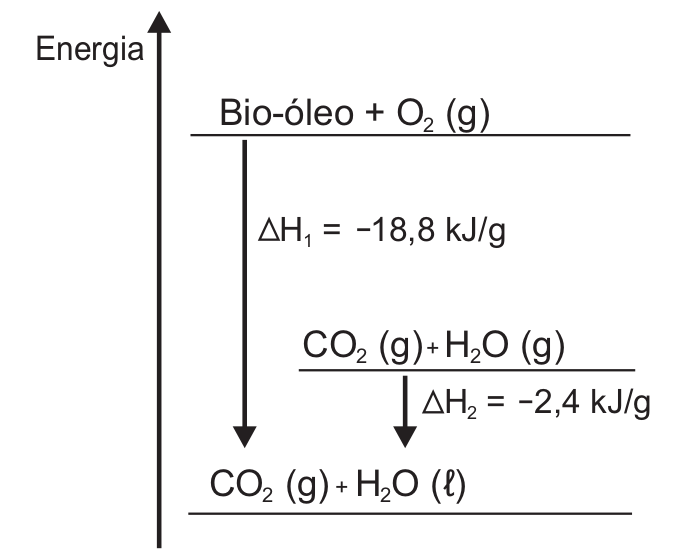 Energia
Bio-óleo + O₂ (g)
ΔH₁ = −18,8 kJ/g
CO₂ (g) + H₂O (g)
ΔH₂ = −2,4 kJ/g
CO₂ (g) + H₂O (ℓ)